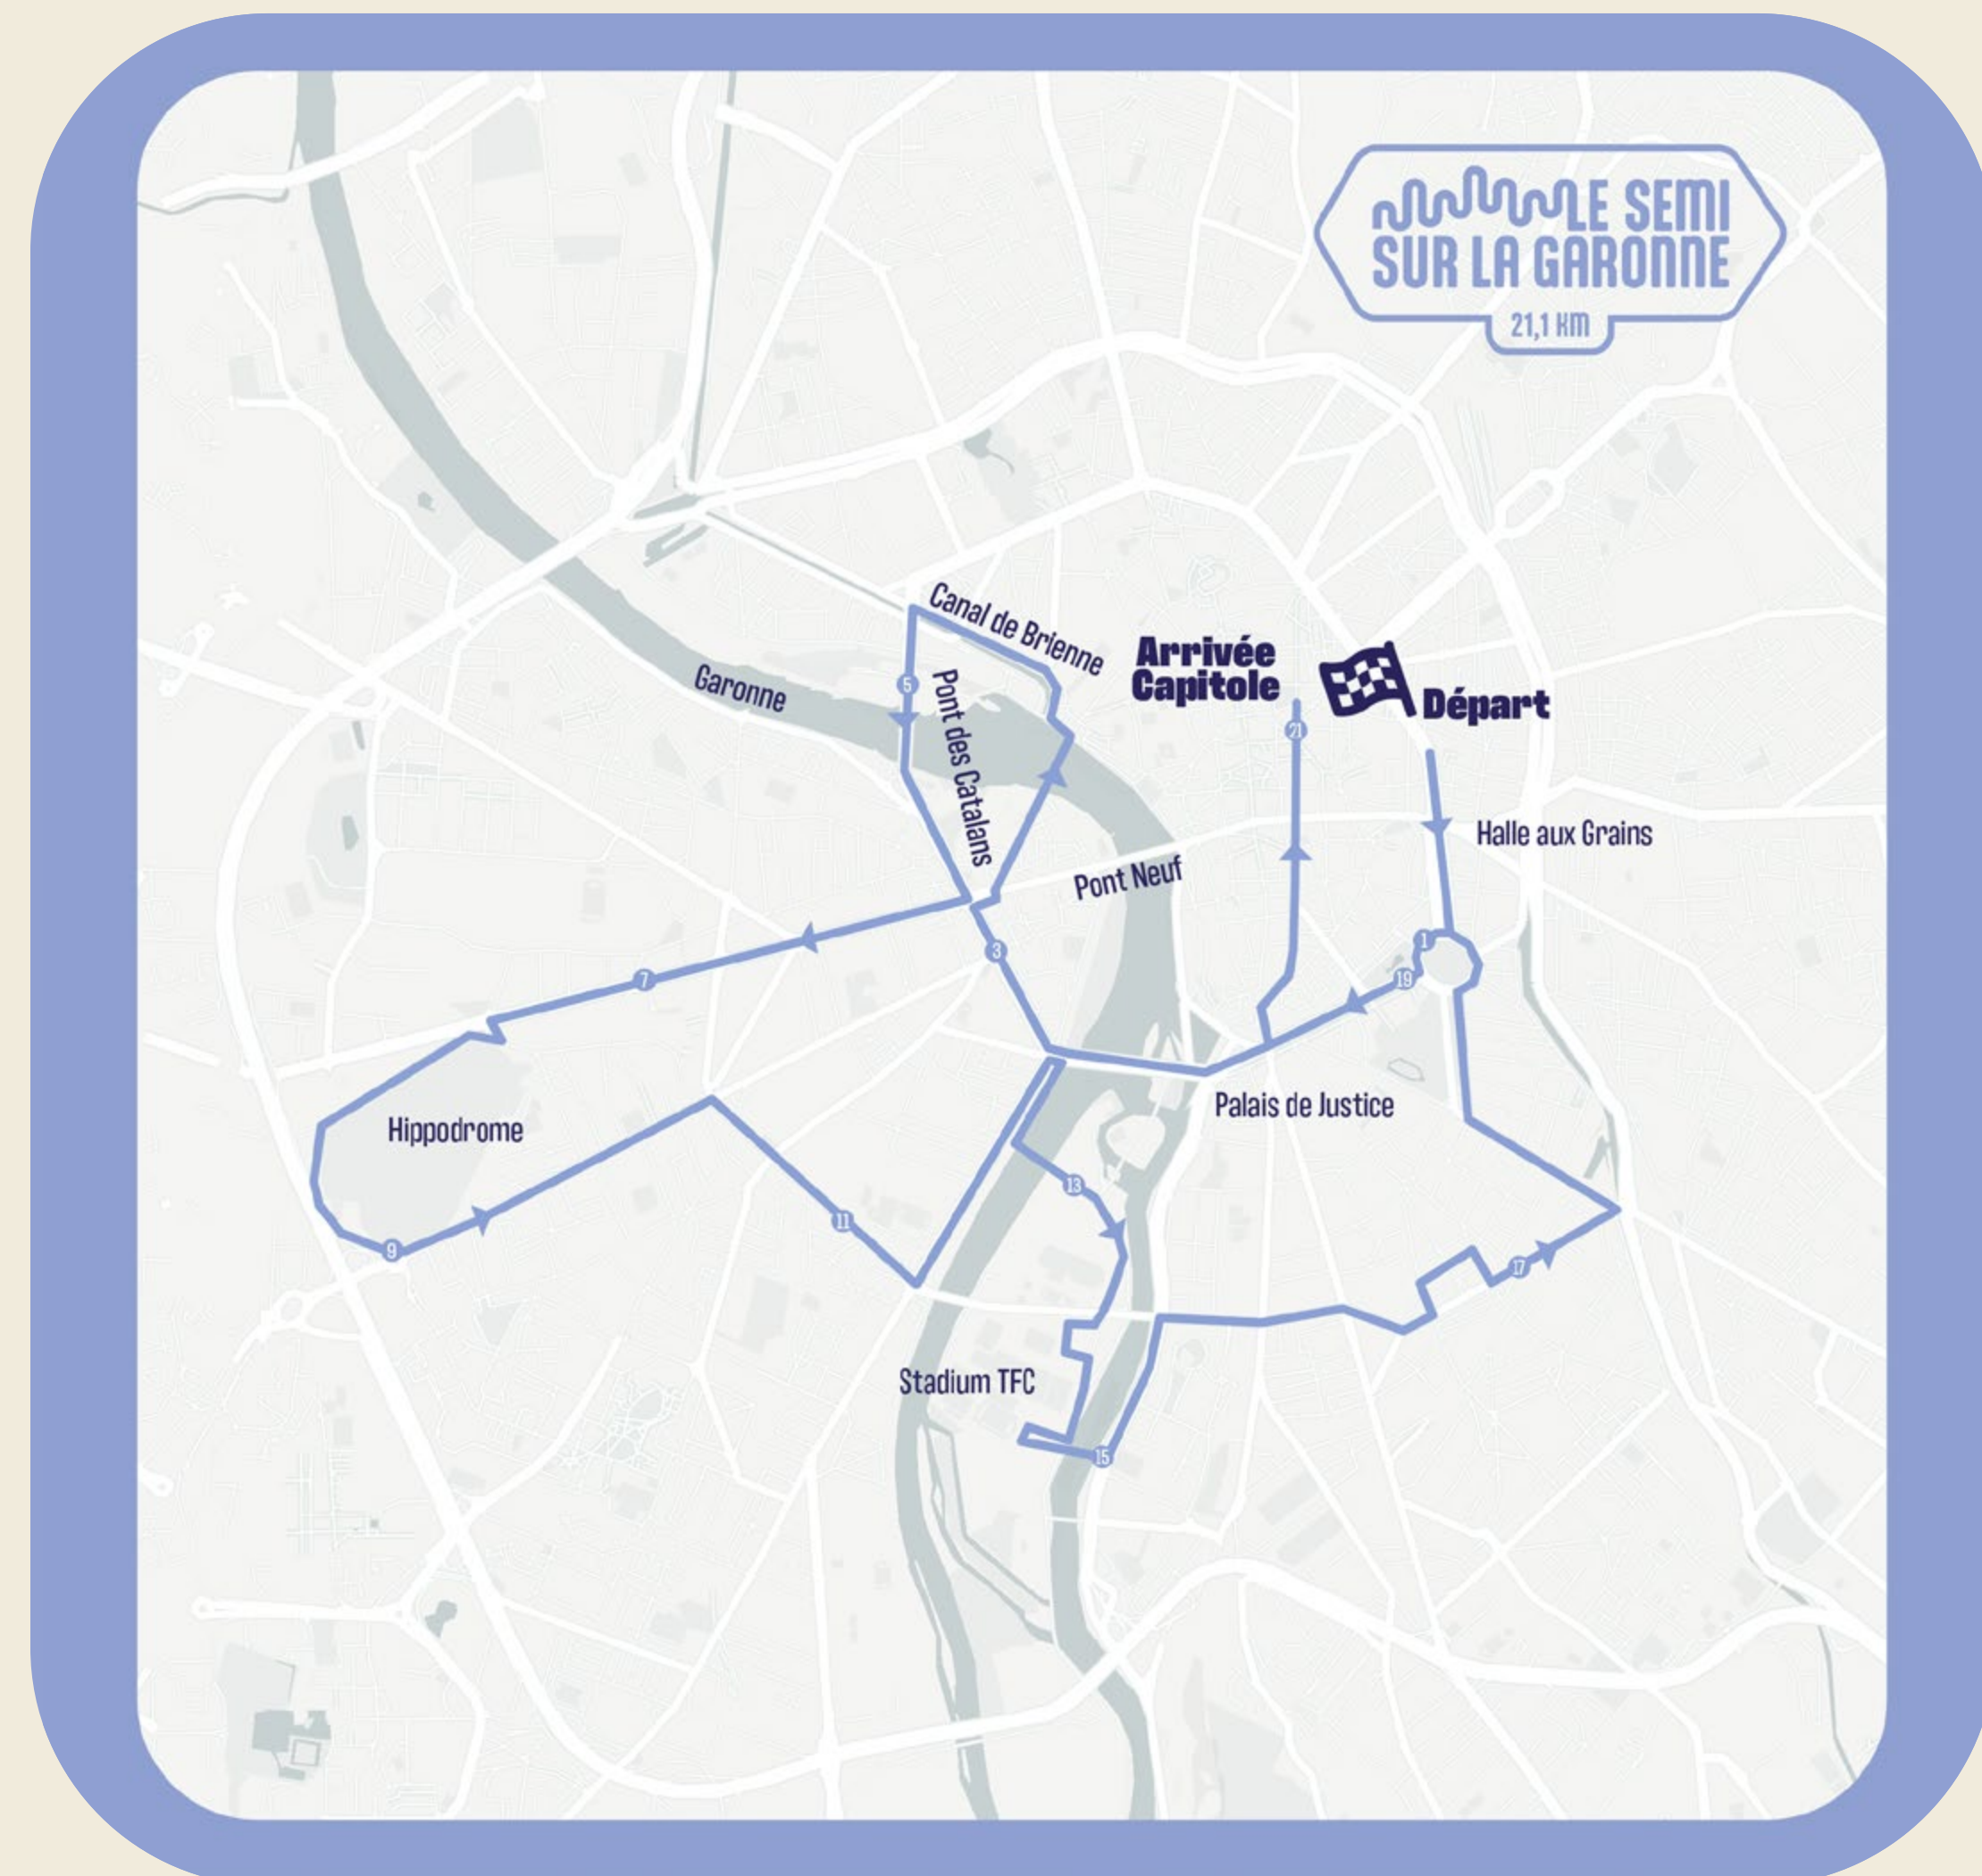 LE SEMI
SUR LA GARONNE
21,1 KM
Canal de Brienne
Arrivée
Capitole
Départ
Garonne
5
Pont des Catalans
21
Halle aux Grains
Pont Neuf
3
1
19
7
Palais de Justice
Hippodrome
13
11
9
17
Stadium TFC
15